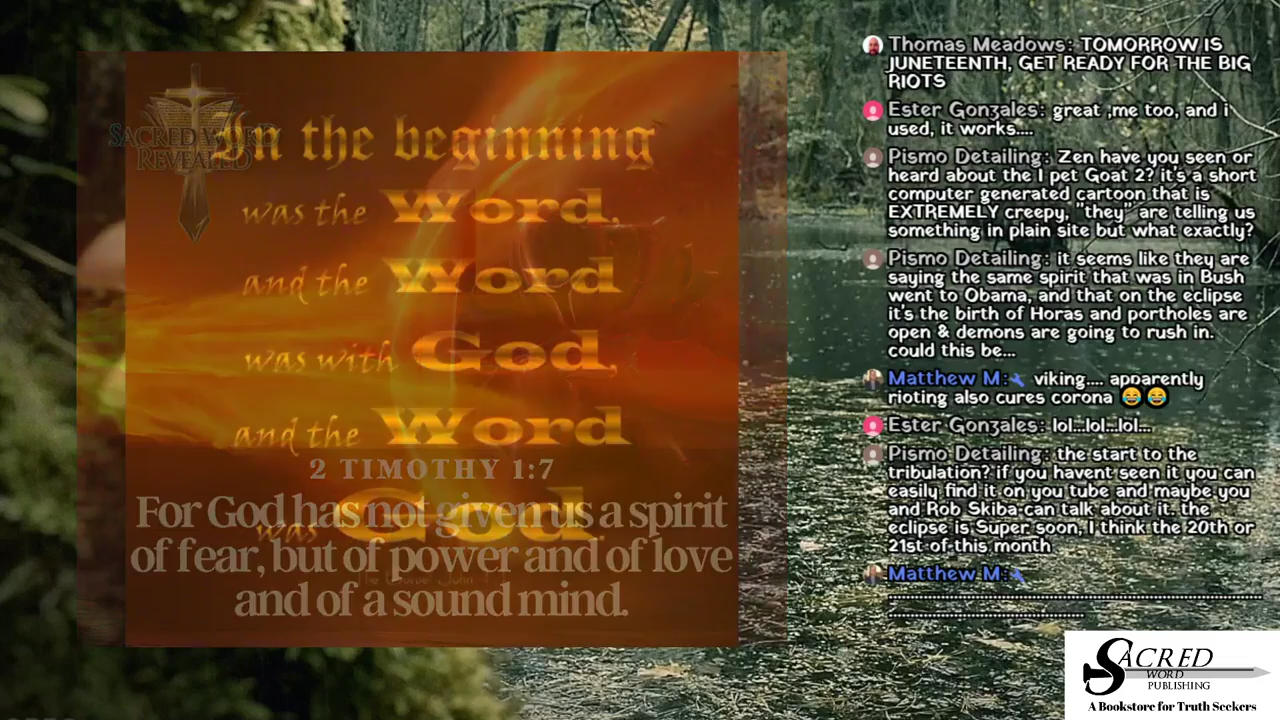 SACRED WORD
REVEALED
In the beginning
was the Word,
and the Word
was with God,
and the Word
was God.
2 TIMOTHY 1:7
For God has not given us a spirit
of fear, but of power and of love
and of a sound mind.
Thomas Meadows: TOMORROW IS
JUNETEENTH, GET READY FOR THE BIG
RIOTS
Ester Gonzales: great ,me too, and i
used, it works....
Pismo Detailing: Zen have you seen or
heard about the I pet Goat 2? it's a short
computer generated cartoon that is
EXTREMELY creepy, "they" are telling us
something in plain site but what exactly?
Pismo Detailing: it seems like they are
saying the same spirit that was in Bush
went to Obama, and that on the eclipse
it's the birth of Horas and portholes are
open & demons are going to rush in.
could this be...
Matthew M: viking.... apparently
rioting also cures corona 😂😂
Ester Gonzales: lol...lol...lol...
Pismo Detailing: the start to the
tribulation? if you havent seen it you can
easily find it on you tube and maybe you
and Rob Skiba can talk about it. the
eclipse is Super soon, I think the 20th or
21st of this month
Matthew M:
SACRED
WORD
PUBLISHING
A Bookstore for Truth Seekers